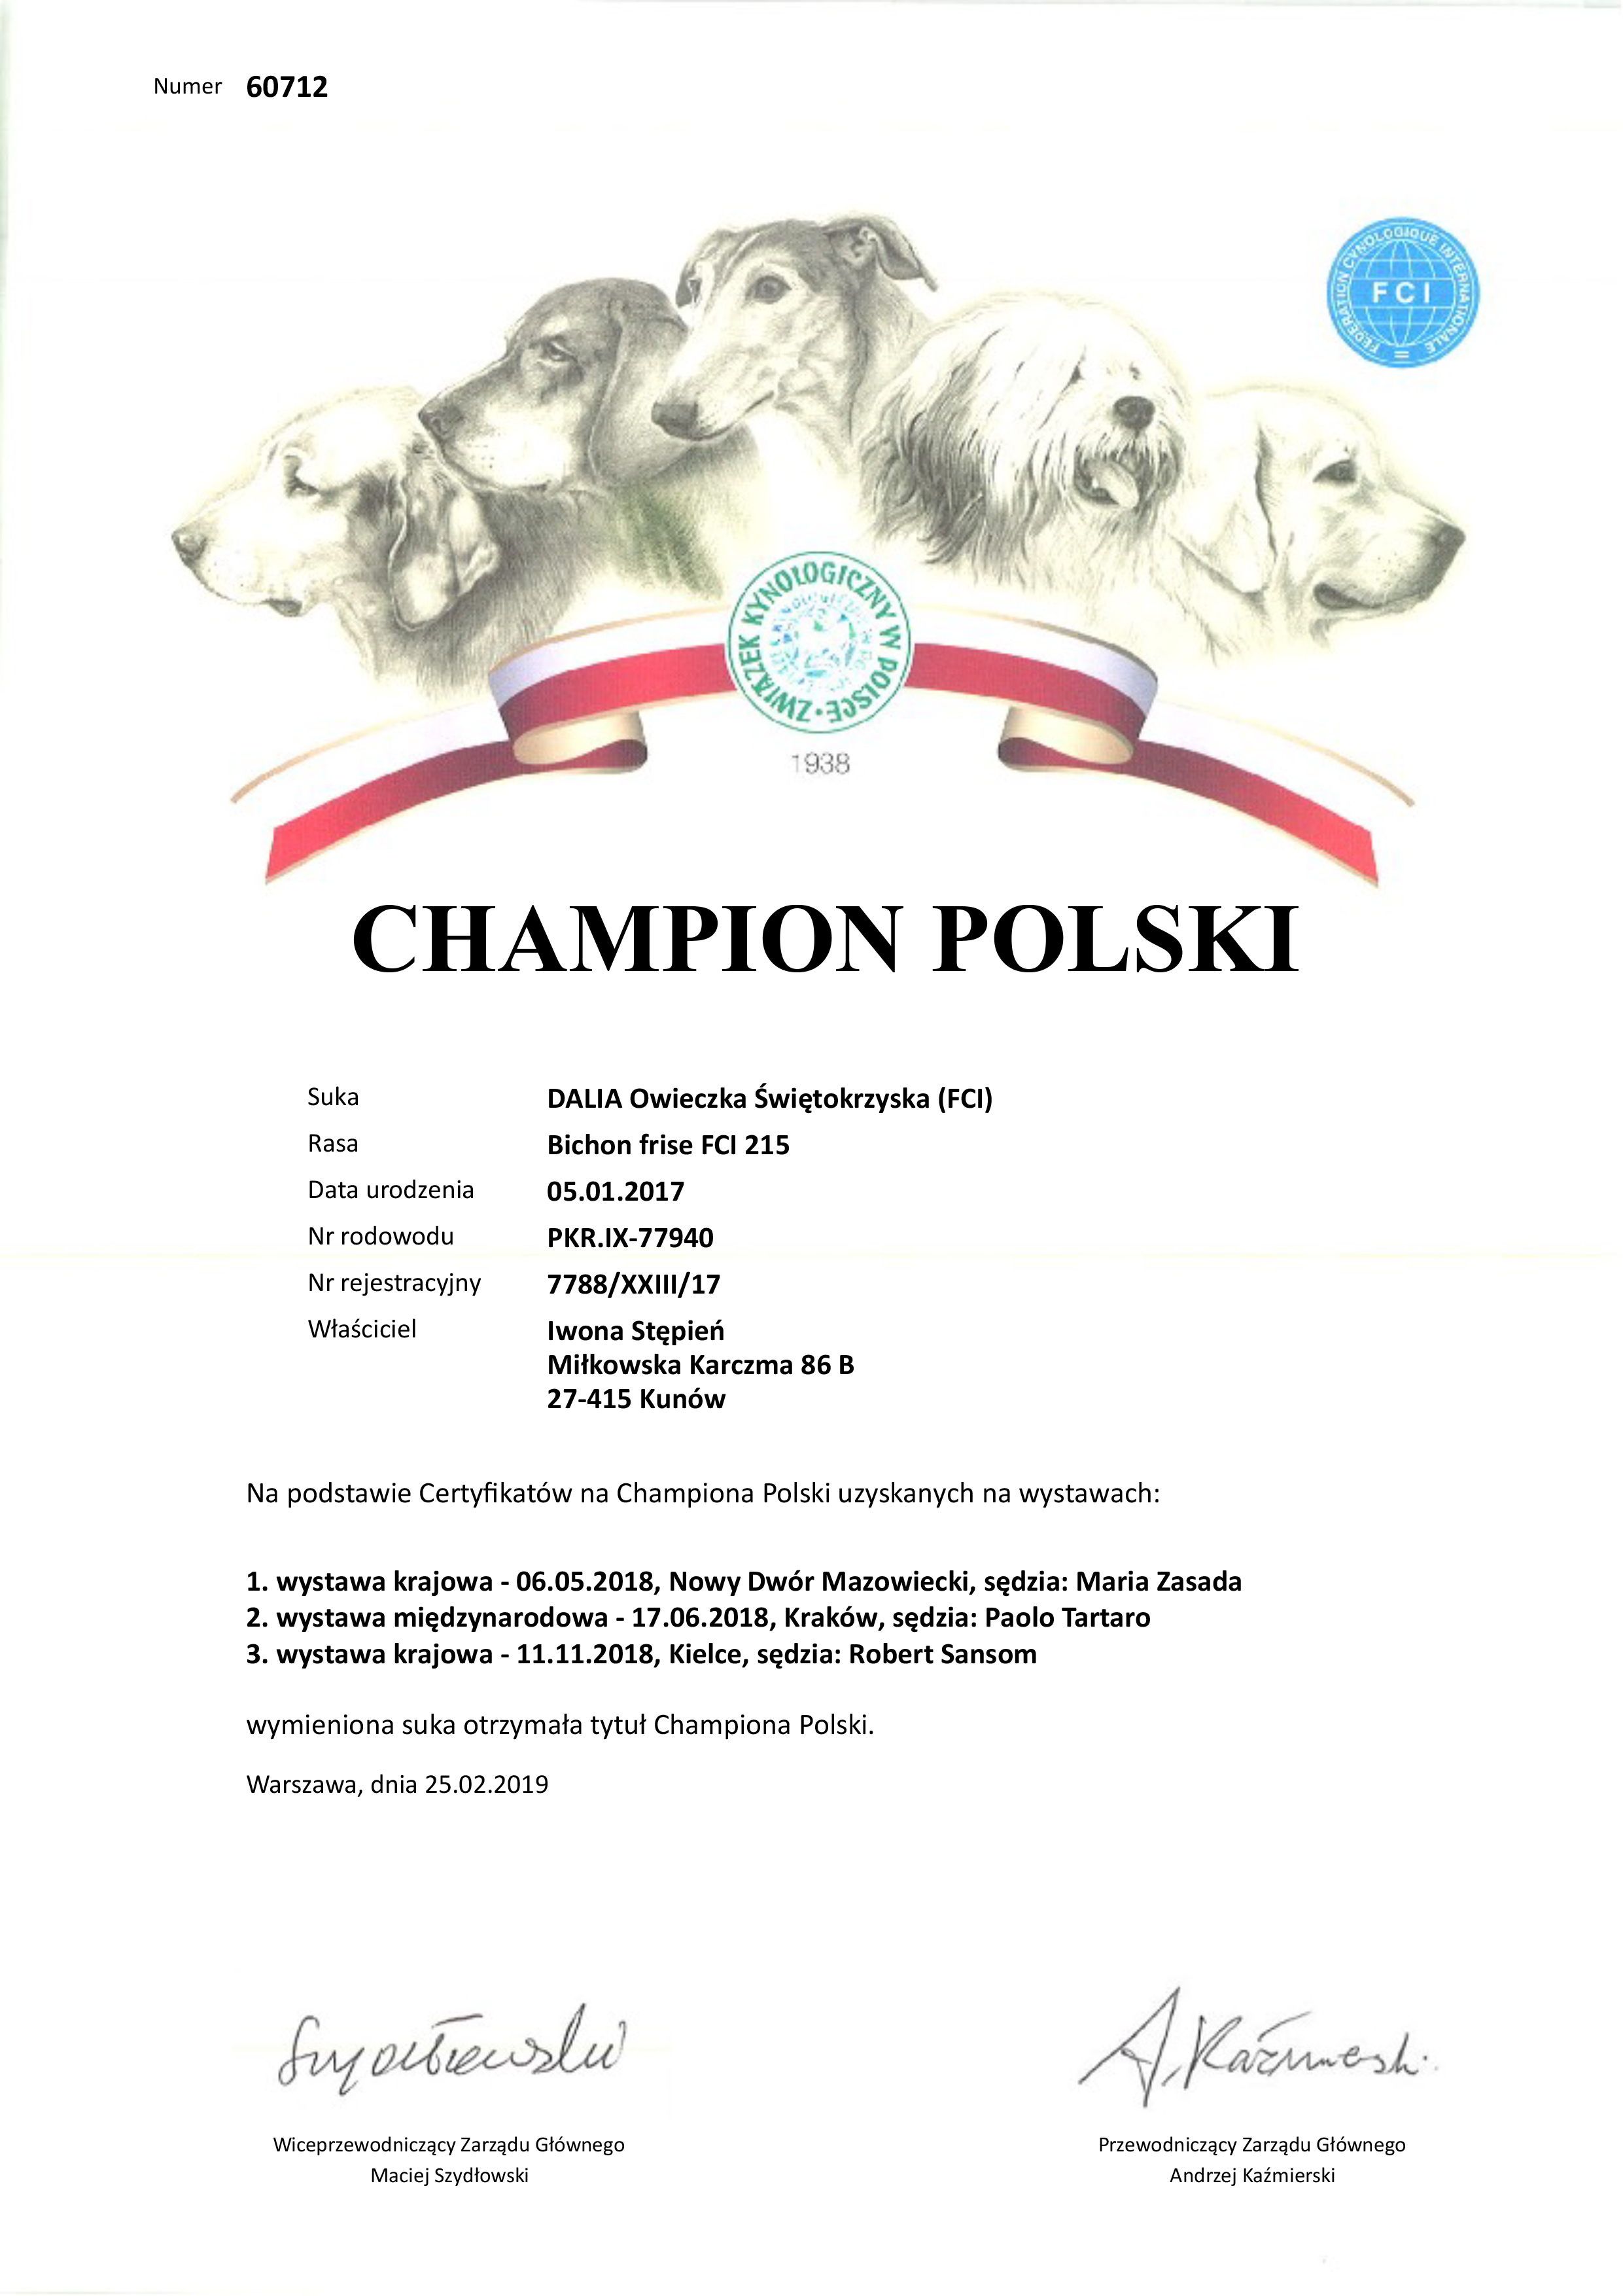 Numer 60712
FEDERATION CYNOLOGIQUE INTERNATIONALE
FCI
ZWIĄZEK KYNOLOGICZNY W POLSCE
1938
CHAMPION POLSKI
Suka DALIA Owieczka Świętokrzyska (FCI)
Rasa Bichon frise FCI 215
Data urodzenia 05.01.2017
Nr rodowodu PKR.IX-77940
Nr rejestracyjny 7788/XXIII/17
Właściciel Iwona Stępień
Miłkowska Karczma 86 B
27-415 Kunów
Na podstawie Certyfikatów na Championa Polski uzyskanych na wystawach:
1. wystawa krajowa - 06.05.2018, Nowy Dwór Mazowiecki, sędzia: Maria Zasada
2. wystawa międzynarodowa - 17.06.2018, Kraków, sędzia: Paolo Tartaro
3. wystawa krajowa - 11.11.2018, Kielce, sędzia: Robert Sansom
wymieniona suka otrzymała tytuł Championa Polski.
Warszawa, dnia 25.02.2019
Szydłowski
A. Kaźmierski
Wiceprzewodniczący Zarządu Głównego
Maciej Szydłowski
Przewodniczący Zarządu Głównego
Andrzej Kaźmierski